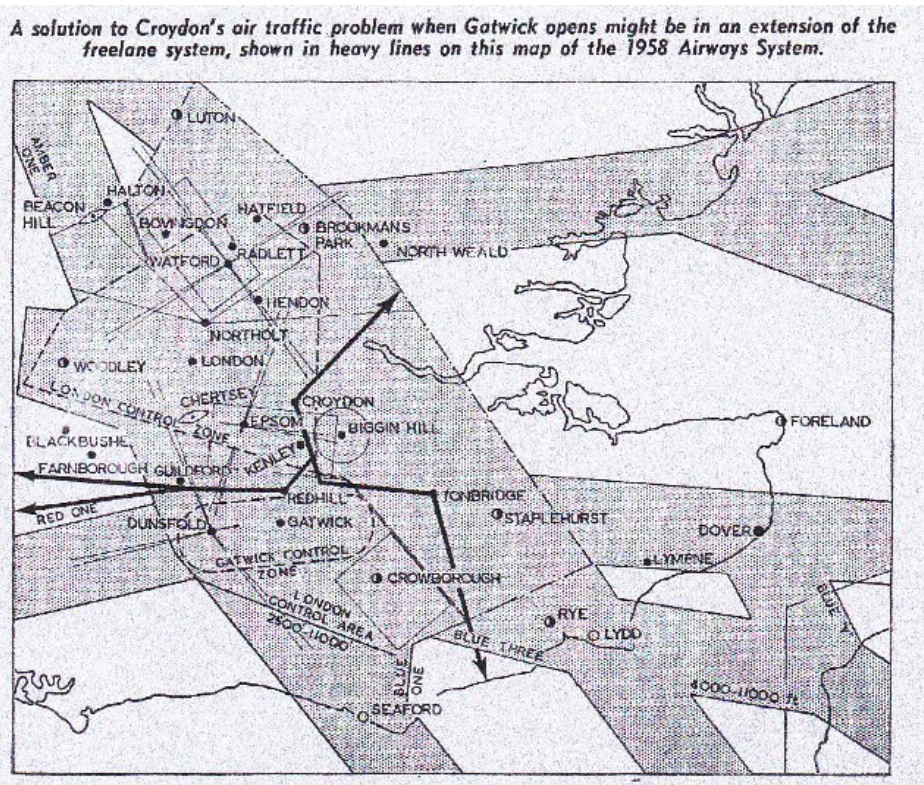 A solution to Croydon's air traffic problem when Gatwick opens might be in an extension of the
freelane system, shown in heavy lines on this map of the 1958 Airways System.
LUTON
AMBER
ONE
HALTON
BEACON
HILL
BOVINGDON
HATFIELD
BROOKMANS
PARK
RADLETT
NORTH WEALD
WATFORD
HENDON
NORTHOLT
WOODLEY
LONDON
LONDON CONTROL ZONE
CHERTSEY
CROYDON
EPSOM
BIGGIN HILL
FORELAND
BLACKBUSHE
KENLEY
FARNBOROUGH
GUILDFORD
REDHILL
TONBRIDGE
RED ONE
STAPLEHURST
DUNSFOLD
GATWICK
DOVER
GATWICK CONTROL
ZONE
LYMPNE
CROWBOROUGH
LONDON
CONTROL AREA
2500-11000
RYE
LYDD
BLUE THREE
BLUE
ONE
BLUE
4000-11000 ft
SEAFORD